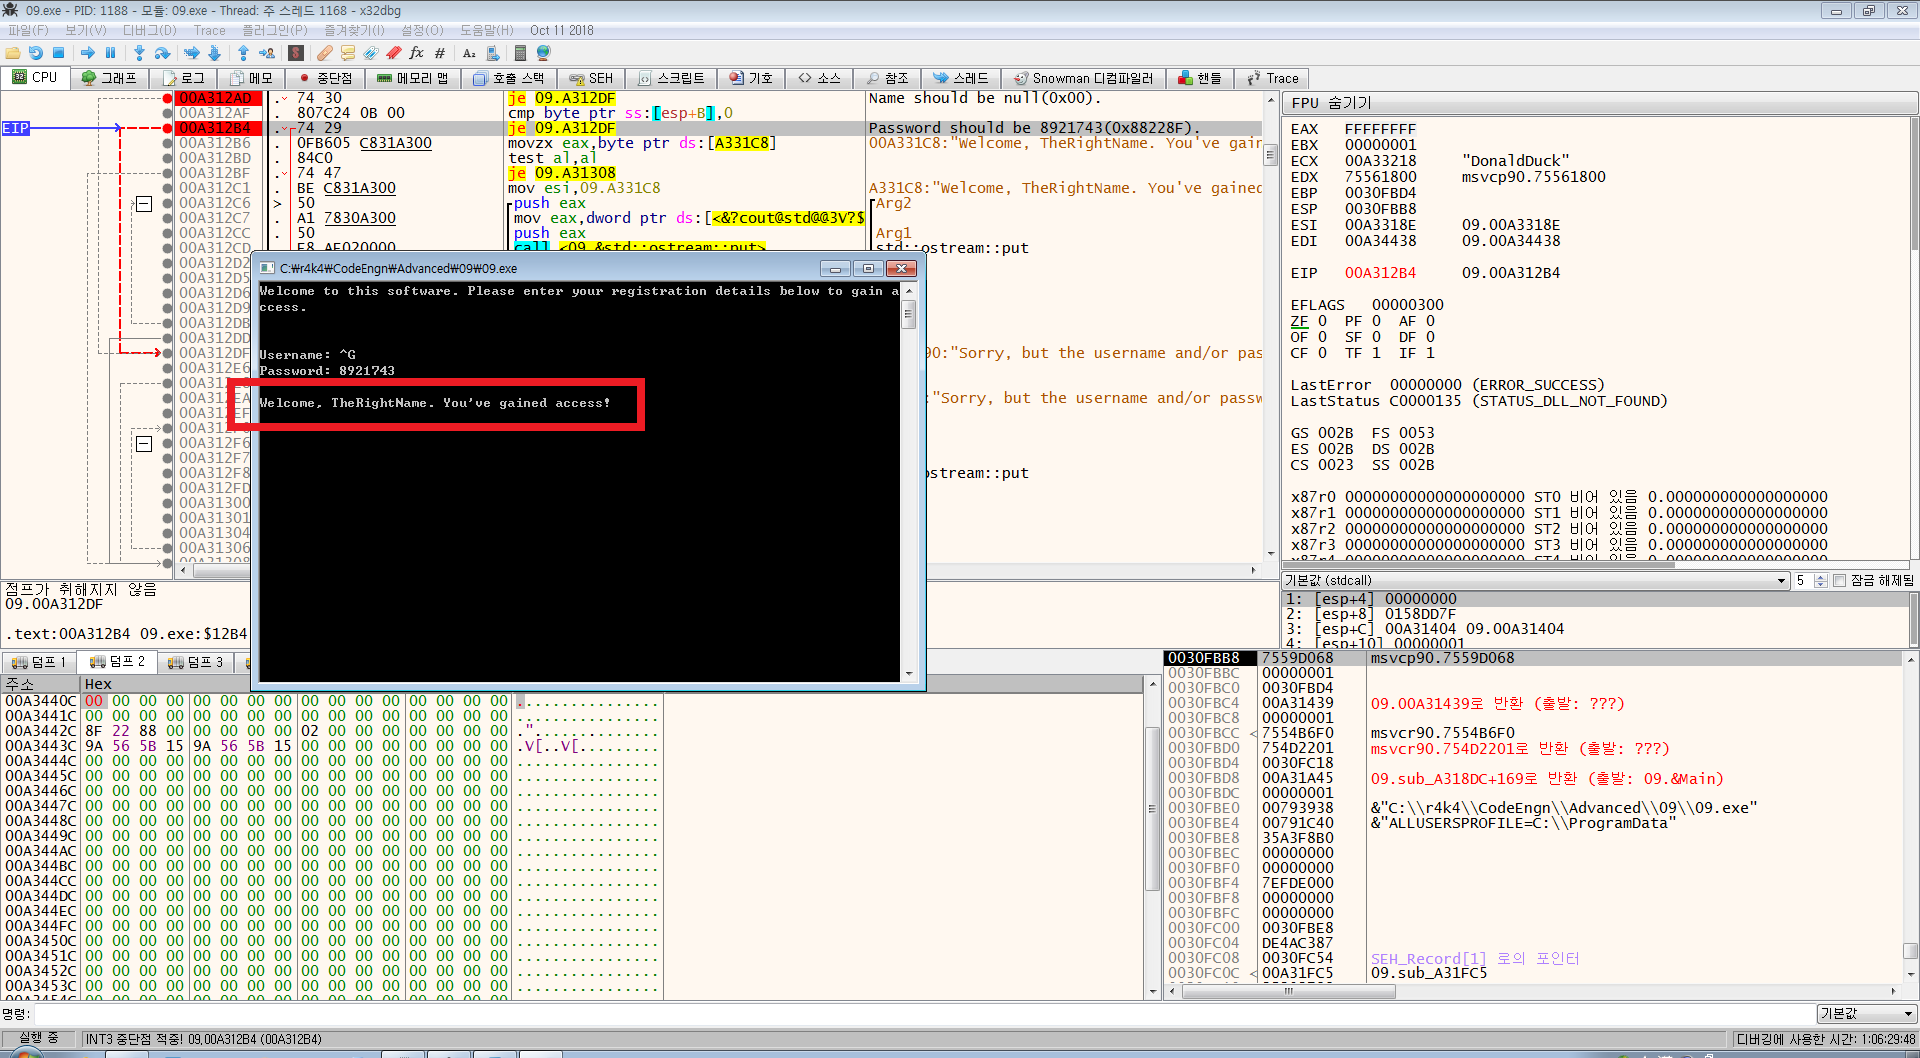 09.exe - PID: 1188 - 모듈: 09.exe - Thread: 주 스레드 1168 - x32dbg
파일(F) 보기(V) 디버그(D) Trace 플러그인(P) 즐겨찾기(I) 설정(O) 도움말(H) Oct 11 2018
CPU 그래프 로그 메모 중단점 메모리 맵 호출 스택 SEH 스크립트 기호 소스 참조 스레드 Snowman 디컴파일러 핸들 Trace
00A312AD 74 30 je 09.A312DF Name should be null(0x00).
00A312AF 807C24 0B 00 cmp byte ptr ss:[esp+B],0
EIP 00A312B4 74 29 je 09.A312DF Password should be 8921743(0x88228F).
00A312B6 0FB605 C831A300 movzx eax,byte ptr ds:[A331C8] 00A331C8:"Welcome, TheRightName. You've gain
00A312BD 84C0 test al,al
00A312BF 74 47 je 09.A31308
00A312C1 BE C831A300 mov esi,09.A331C8 A331C8:"Welcome, TheRightName. You've gained
00A312C6 > 50 push eax Arg2
00A312C7 A1 7830A300 mov eax,dword ptr ds:[<&?cout@std@@3V?$
00A312CC 50 push eax Arg1
00A312CD E8 AE020000 call <09.&std::ostream::put> std::ostream::put
C:\r4k4\CodeEngn\Advanced\09\09.exe
Welcome to this software. Please enter your registration details below to gain a
ccess.
Username: ^G
Password: 8921743
Welcome, TheRightName. You've gained access!
00A312D2
00A312D5
00A312D6
00A312D9
00A312DB
00A312DD
00A312DF 90:"Sorry, but the username and/or pas
00A312E6
:"Sorry, but the username and/or passw
00A312F6
00A312F7
00A312F8
00A312FD
00A31300
00A31301
00A31304
00A31306
ostream::put
FPU 숨기기
EAX FFFFFFFF
EBX 00000001
ECX 00A33218 "DonaldDuck"
EDX 75561800 msvcp90.75561800
EBP 0030FBD4
ESP 0030FBB8
ESI 00A3318E 09.00A3318E
EDI 00A34438 09.00A34438
EIP 00A312B4 09.00A312B4
EFLAGS 00000300
ZF 0 PF 0 AF 0
OF 0 SF 0 DF 0
CF 0 TF 1 IF 1
LastError 00000000 (ERROR_SUCCESS)
LastStatus C0000135 (STATUS_DLL_NOT_FOUND)
GS 002B FS 0053
ES 002B DS 002B
CS 0023 SS 002B
x87r0 00000000000000000000 ST0 비어 있음 0.000000000000000000
x87r1 00000000000000000000 ST1 비어 있음 0.000000000000000000
x87r2 00000000000000000000 ST2 비어 있음 0.000000000000000000
x87r3 00000000000000000000 ST3 비어 있음 0.000000000000000000
점프가 취해지지 않음
09.00A312DF
.text:00A312B4 09.exe:$12B4
기본값 (stdcall) 5 잠금 해제됨
1: [esp+4] 00000000
2: [esp+8] 0158DD7F
3: [esp+C] 00A31404 09.00A31404
4: [esp+10] 00000001
덤프 1 덤프 2 덤프 3
주소 Hex
00A3440C 00 00 00 00 00 00 00 00 00 00 00 00 00 00 00 00 ................
00A3441C 00 00 00 00 00 00 00 00 00 00 00 00 00 00 00 00 ................
00A3442C 8F 22 88 00 00 00 00 00 02 00 00 00 00 00 00 00 ."..............
00A3443C 9A 56 5B 15 9A 56 5B 15 00 00 00 00 00 00 00 00 .V[..V[.........
00A3444C 00 00 00 00 00 00 00 00 00 00 00 00 00 00 00 00 ................
00A3445C 00 00 00 00 00 00 00 00 00 00 00 00 00 00 00 00 ................
00A3446C 00 00 00 00 00 00 00 00 00 00 00 00 00 00 00 00 ................
00A3447C 00 00 00 00 00 00 00 00 00 00 00 00 00 00 00 00 ................
00A3448C 00 00 00 00 00 00 00 00 00 00 00 00 00 00 00 00 ................
00A3449C 00 00 00 00 00 00 00 00 00 00 00 00 00 00 00 00 ................
00A344AC 00 00 00 00 00 00 00 00 00 00 00 00 00 00 00 00 ................
00A344BC 00 00 00 00 00 00 00 00 00 00 00 00 00 00 00 00 ................
00A344CC 00 00 00 00 00 00 00 00 00 00 00 00 00 00 00 00 ................
00A344DC 00 00 00 00 00 00 00 00 00 00 00 00 00 00 00 00 ................
00A344EC 00 00 00 00 00 00 00 00 00 00 00 00 00 00 00 00 ................
00A344FC 00 00 00 00 00 00 00 00 00 00 00 00 00 00 00 00 ................
00A3450C 00 00 00 00 00 00 00 00 00 00 00 00 00 00 00 00 ................
00A3451C 00 00 00 00 00 00 00 00 00 00 00 00 00 00 00 00 ................
00A3452C 00 00 00 00 00 00 00 00 00 00 00 00 00 00 00 00 ................
00A3453C 00 00 00 00 00 00 00 00 00 00 00 00 00 00 00 00 ................
0030FBB8 7559D068 msvcp90.7559D068
0030FBBC 00000001
0030FBC0 0030FBD4
0030FBC4 00A31439 09.00A31439로 반환 (출발: ???)
0030FBC8 00000001
0030FBCC < 7554B6F0 msvcr90.7554B6F0
0030FBD0 754D2201 msvcr90.754D2201로 반환 (출발: ???)
0030FBD4 0030FC18
0030FBD8 00A31A45 09.sub_A318DC+169로 반환 (출발: 09.&Main)
0030FBDC 00000001
0030FBE0 00793938 &"C:\\r4k4\\CodeEngn\\Advanced\\09\\09.exe"
0030FBE4 00791C40 &"ALLUSERSPROFILE=C:\\ProgramData"
0030FBE8 35A3F8B0
0030FBEC 00000000
0030FBF0 00000000
0030FBF4 7EFDE000
0030FBF8 00000000
0030FBFC 00000000
0030FC00 0030FBE8
0030FC04 DE4AC387
0030FC08 0030FC54 SEH_Record[1] 로의 포인터
0030FC0C < 00A31FC5 09.sub_A31FC5
명령: 기본값
실행 중 INT3 중단점 적중! 09.00A312B4 (00A312B4) 디버깅에 사용한 시간: 1:06:29:48